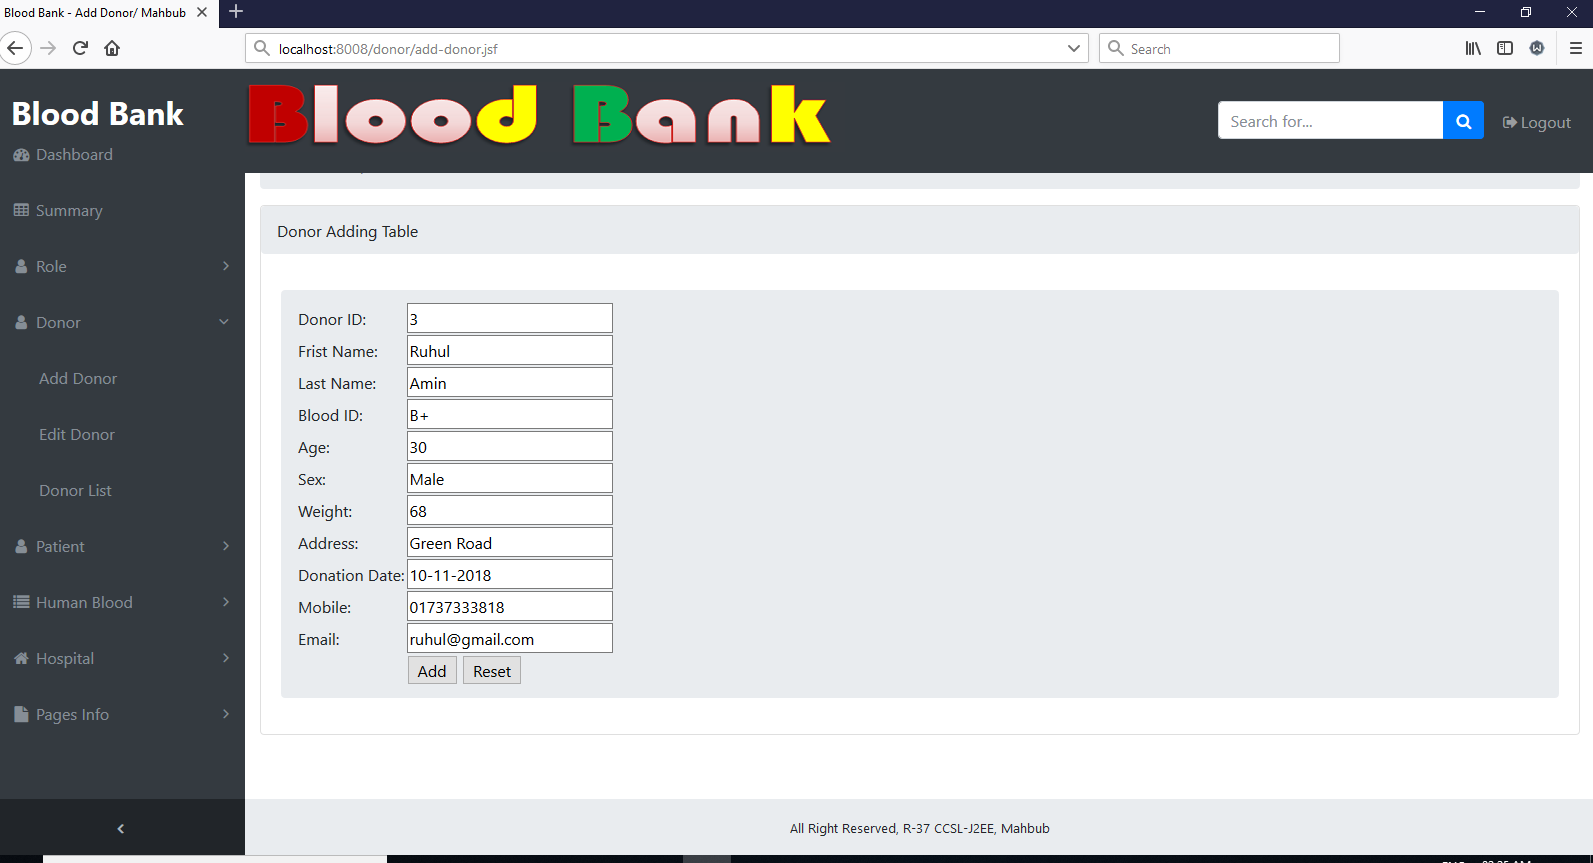 Blood Bank - Add Donor/ Mahbub
localhost:8008/donor/add-donor.jsf
Search
Blood Bank
Blood Bank
Search for...
Logout
Dashboard
Summary
Role
Donor
Add Donor
Edit Donor
Donor List
Patient
Human Blood
Hospital
Pages Info
Donor Adding Table
Donor ID: 3
Frist Name: Ruhul
Last Name: Amin
Blood ID: B+
Age: 30
Sex: Male
Weight: 68
Address: Green Road
Donation Date: 10-11-2018
Mobile: 01737333818
Email: ruhul@gmail.com
Add Reset
All Right Reserved, R-37 CCSL-J2EE, Mahbub